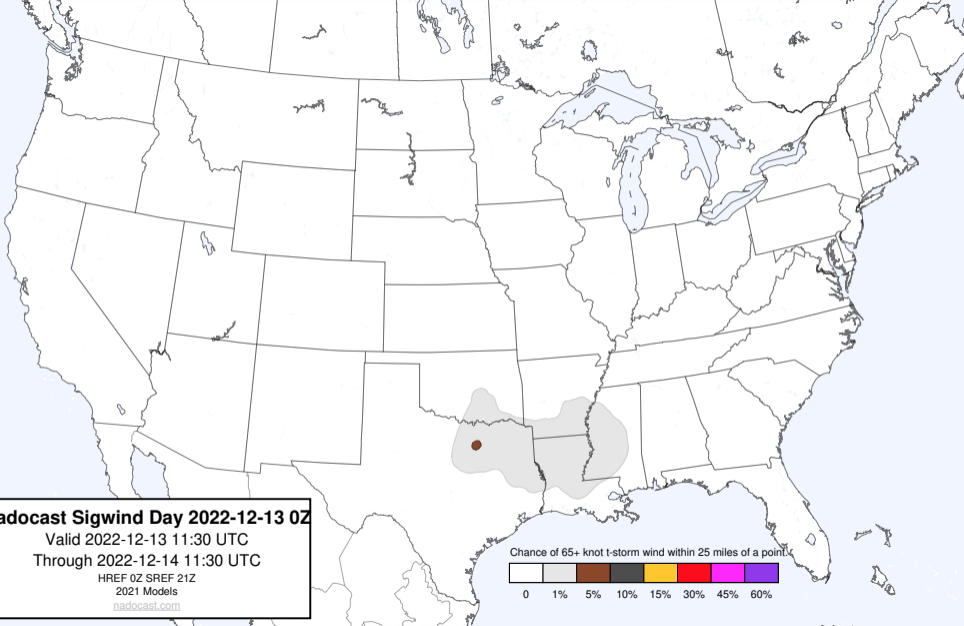 adocast Sigwind Day 2022-12-13 0Z
Valid 2022-12-13 11:30 UTC
Through 2022-12-14 11:30 UTC
HREF 0Z SREF 21Z
2021 Models
nadocast.com
Chance of 65+ knot t-storm wind within 25 miles of a point.
0 1% 5% 10% 15% 30% 45% 60%